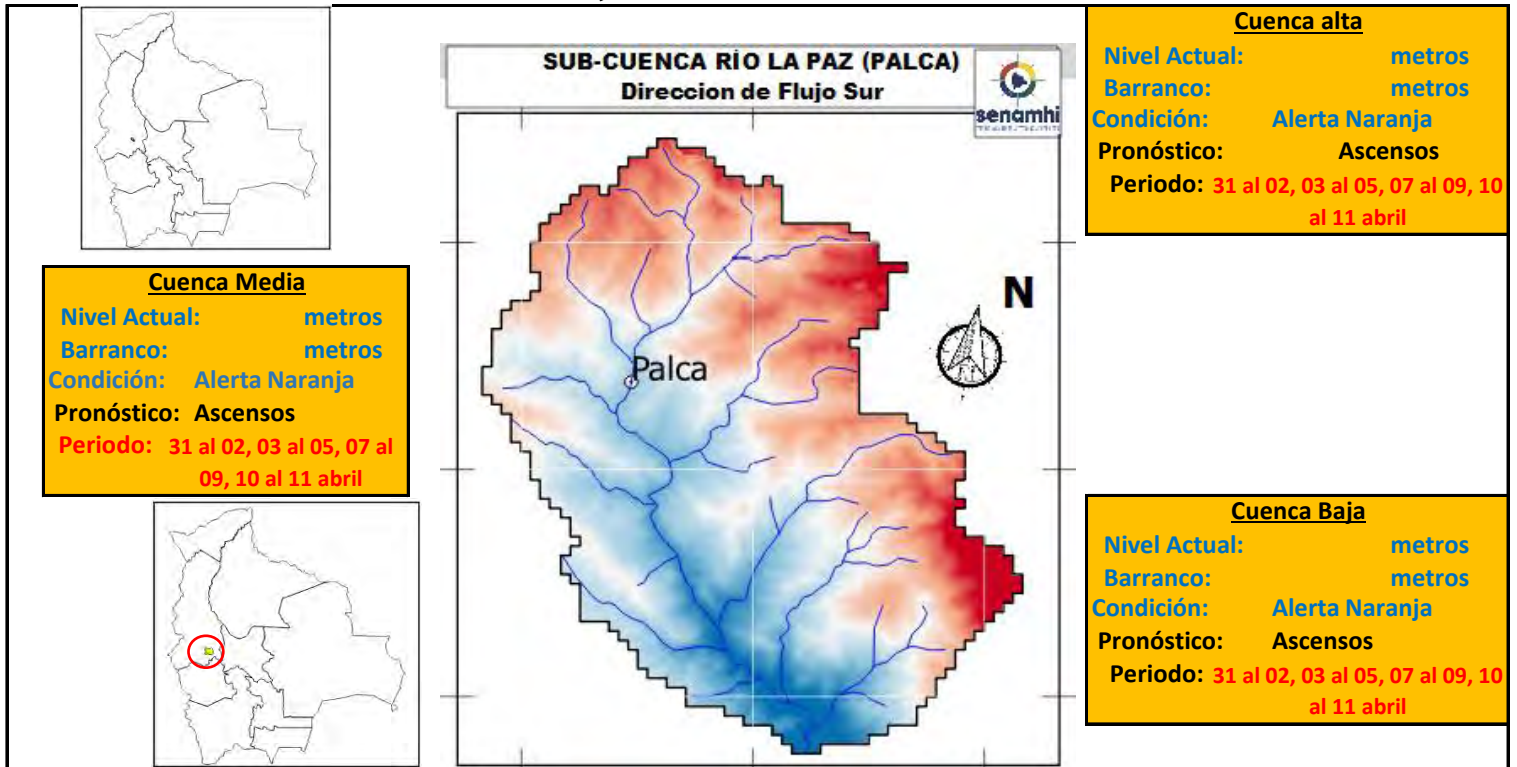 SUB-CUENCA RÍO LA PAZ (PALCA)
Direccion de Flujo Sur
senamhi
Palca
N
Cuenca alta
Nivel Actual: metros
Barranco: metros
Condición: Alerta Naranja
Pronóstico: Ascensos
Periodo: 31 al 02, 03 al 05, 07 al 09, 10
al 11 abril
Cuenca Media
Nivel Actual: metros
Barranco: metros
Condición: Alerta Naranja
Pronóstico: Ascensos
Periodo: 31 al 02, 03 al 05, 07 al
09, 10 al 11 abril
Cuenca Baja
Nivel Actual: metros
Barranco: metros
Condición: Alerta Naranja
Pronóstico: Ascensos
Periodo: 31 al 02, 03 al 05, 07 al 09, 10
al 11 abril